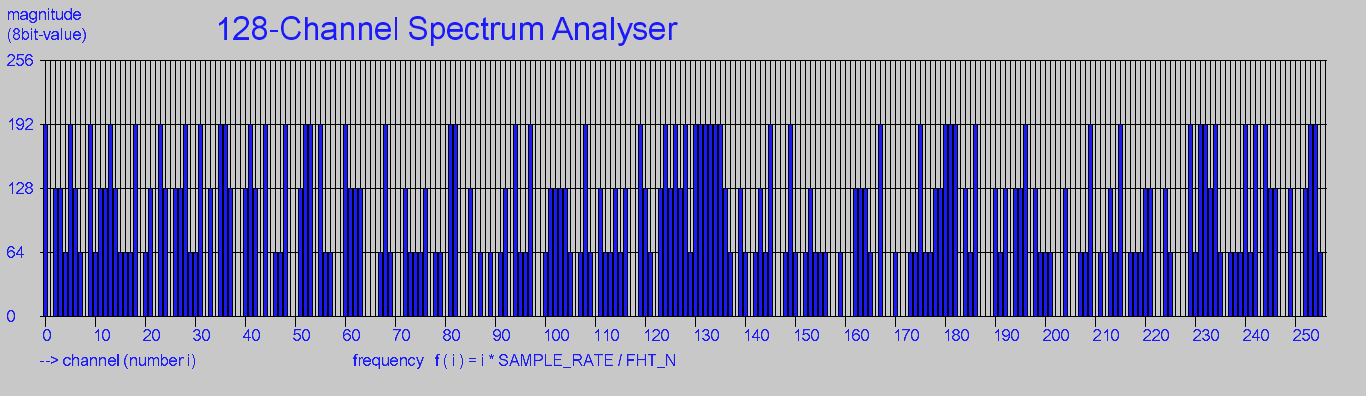 magnitude
(8bit-value)
128-Channel Spectrum Analyser
256
192
128
64
0
0 10 20 30 40 50 60 70 80 90 100 110 120 130 140 150 160 170 180 190 200 210 220 230 240 250
--> channel (number i)
frequency f ( i ) = i * SAMPLE_RATE / FHT_N